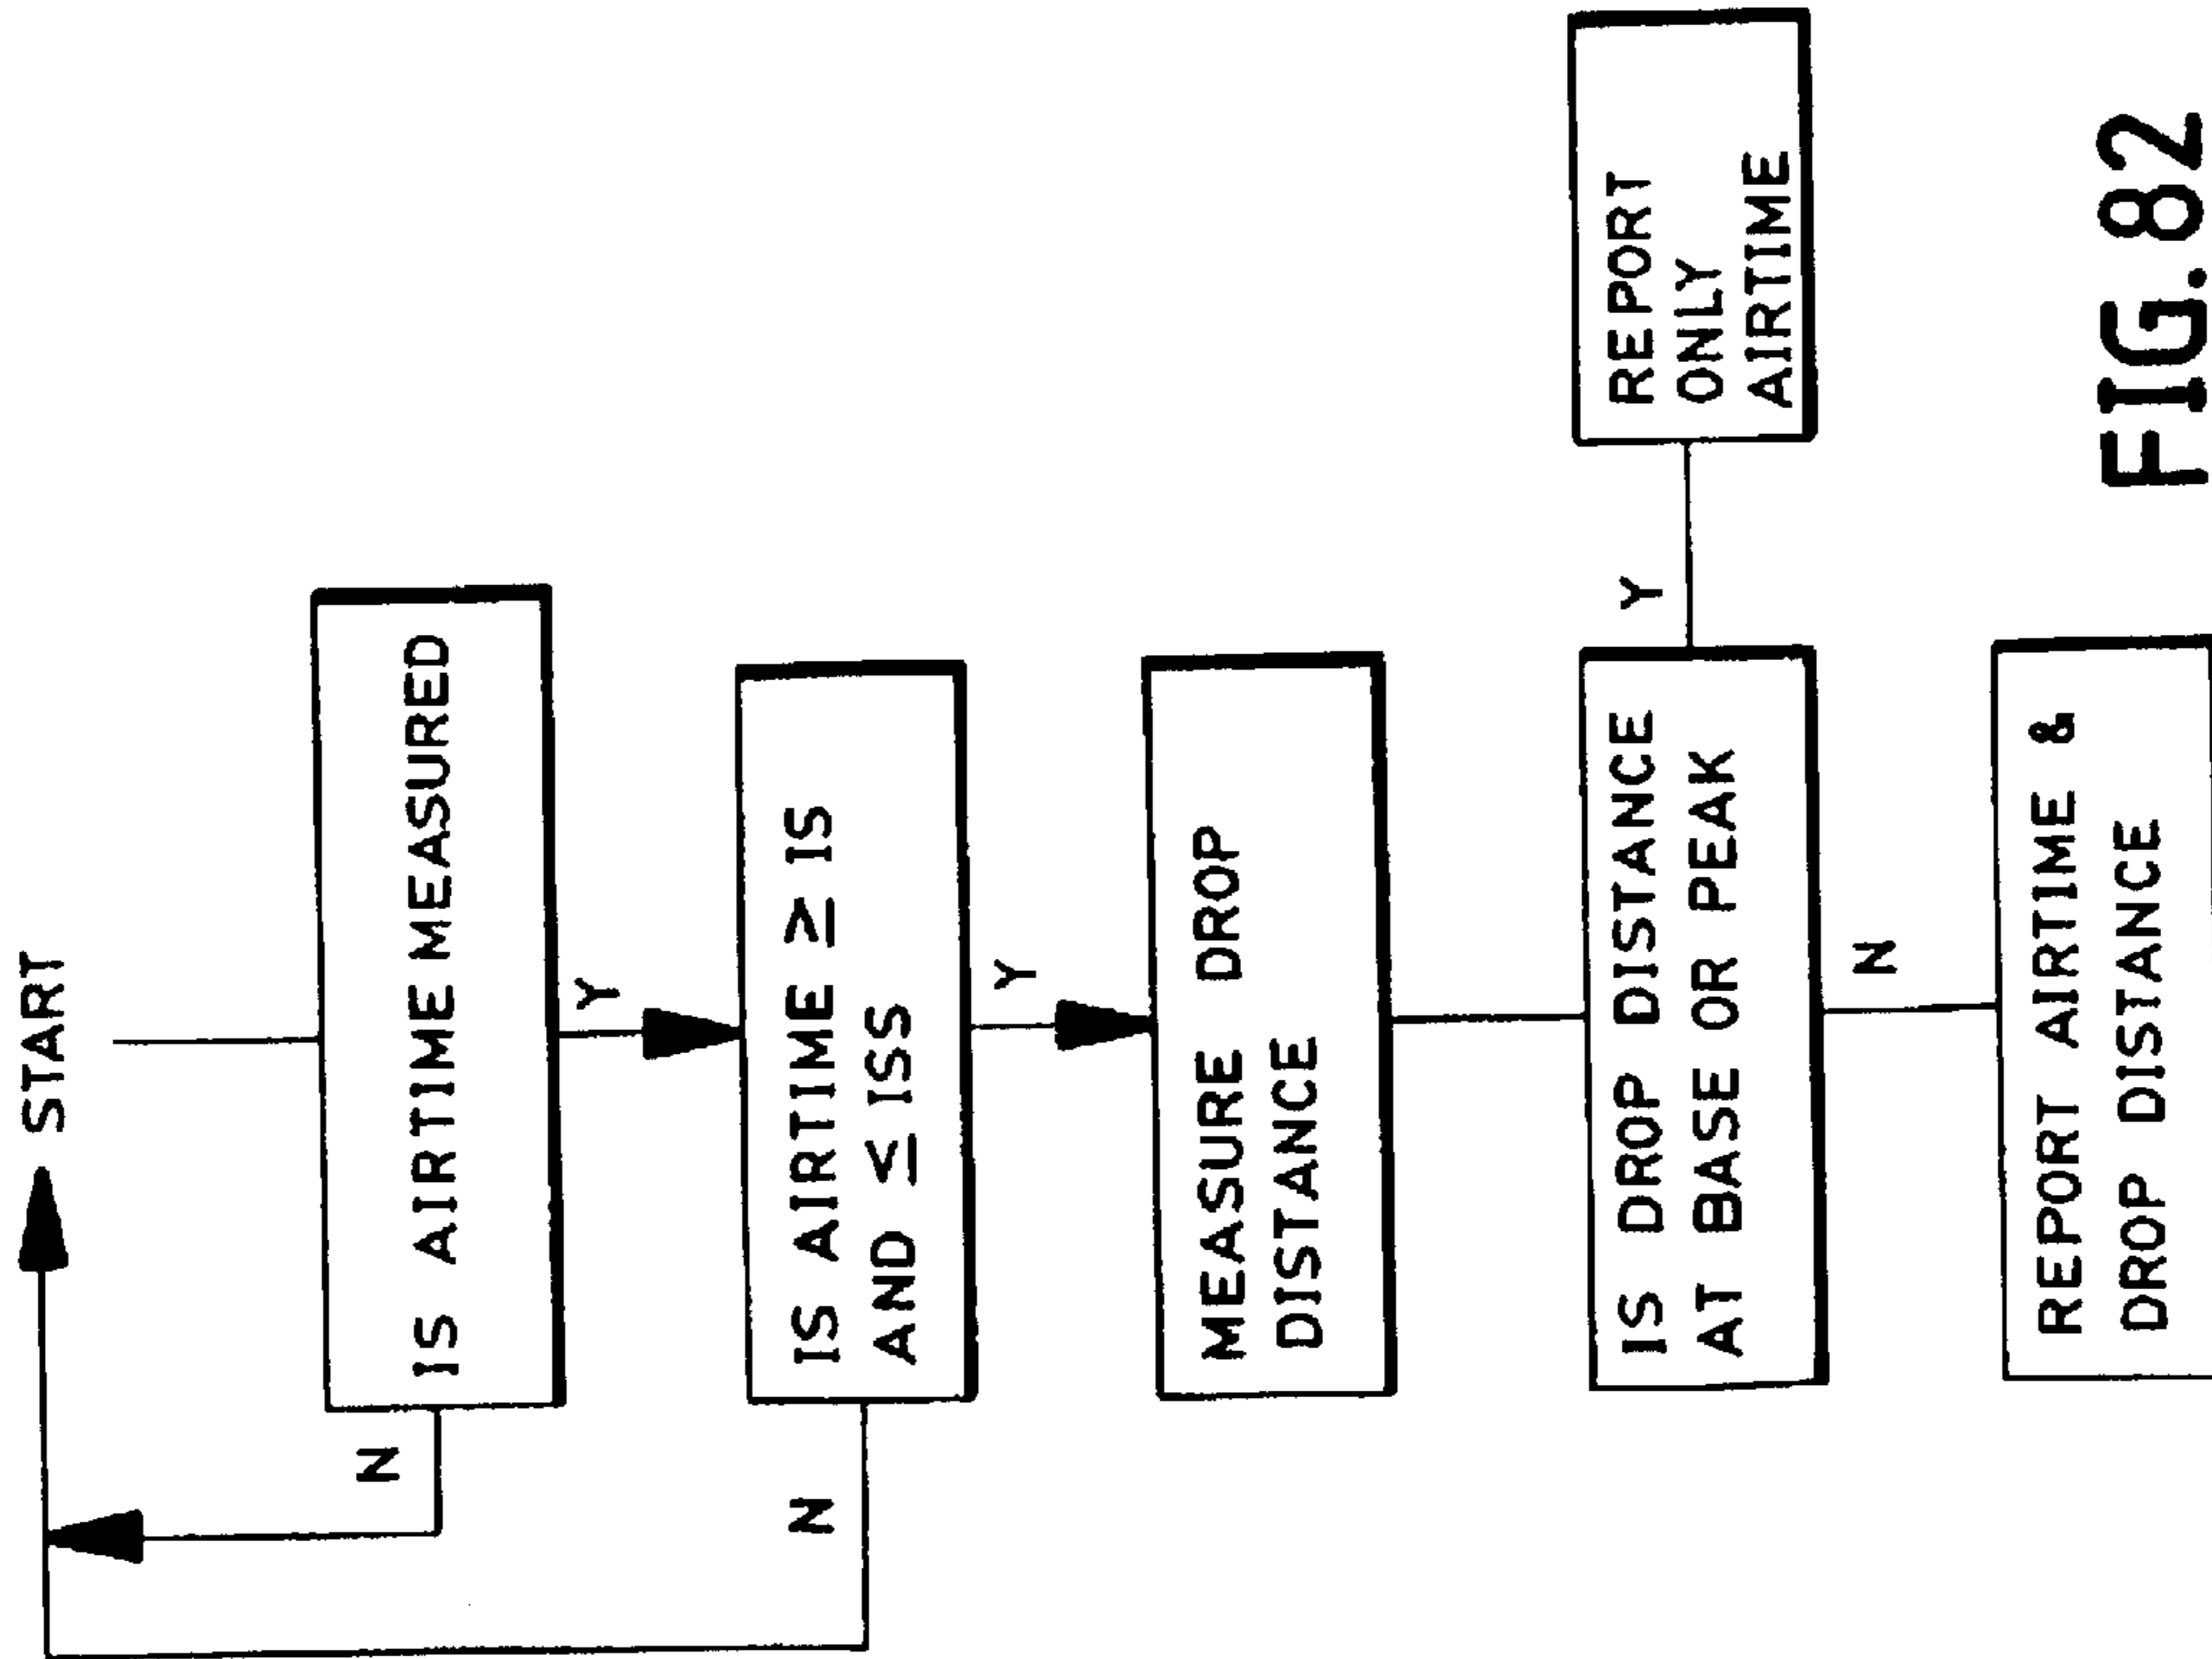 START
IS AIRTIME MEASURED
N
Y
IS AIRTIME ≥ IS
AND ≤ ISS
N
Y
MEASURE DROP
DISTANCE
IS DROP DISTANCE
AT BASE OR PEAK
Y
REPORT
ONLY
AIRTIME
N
REPORT AIRTIME &
DROP DISTANCE
FIG. 82